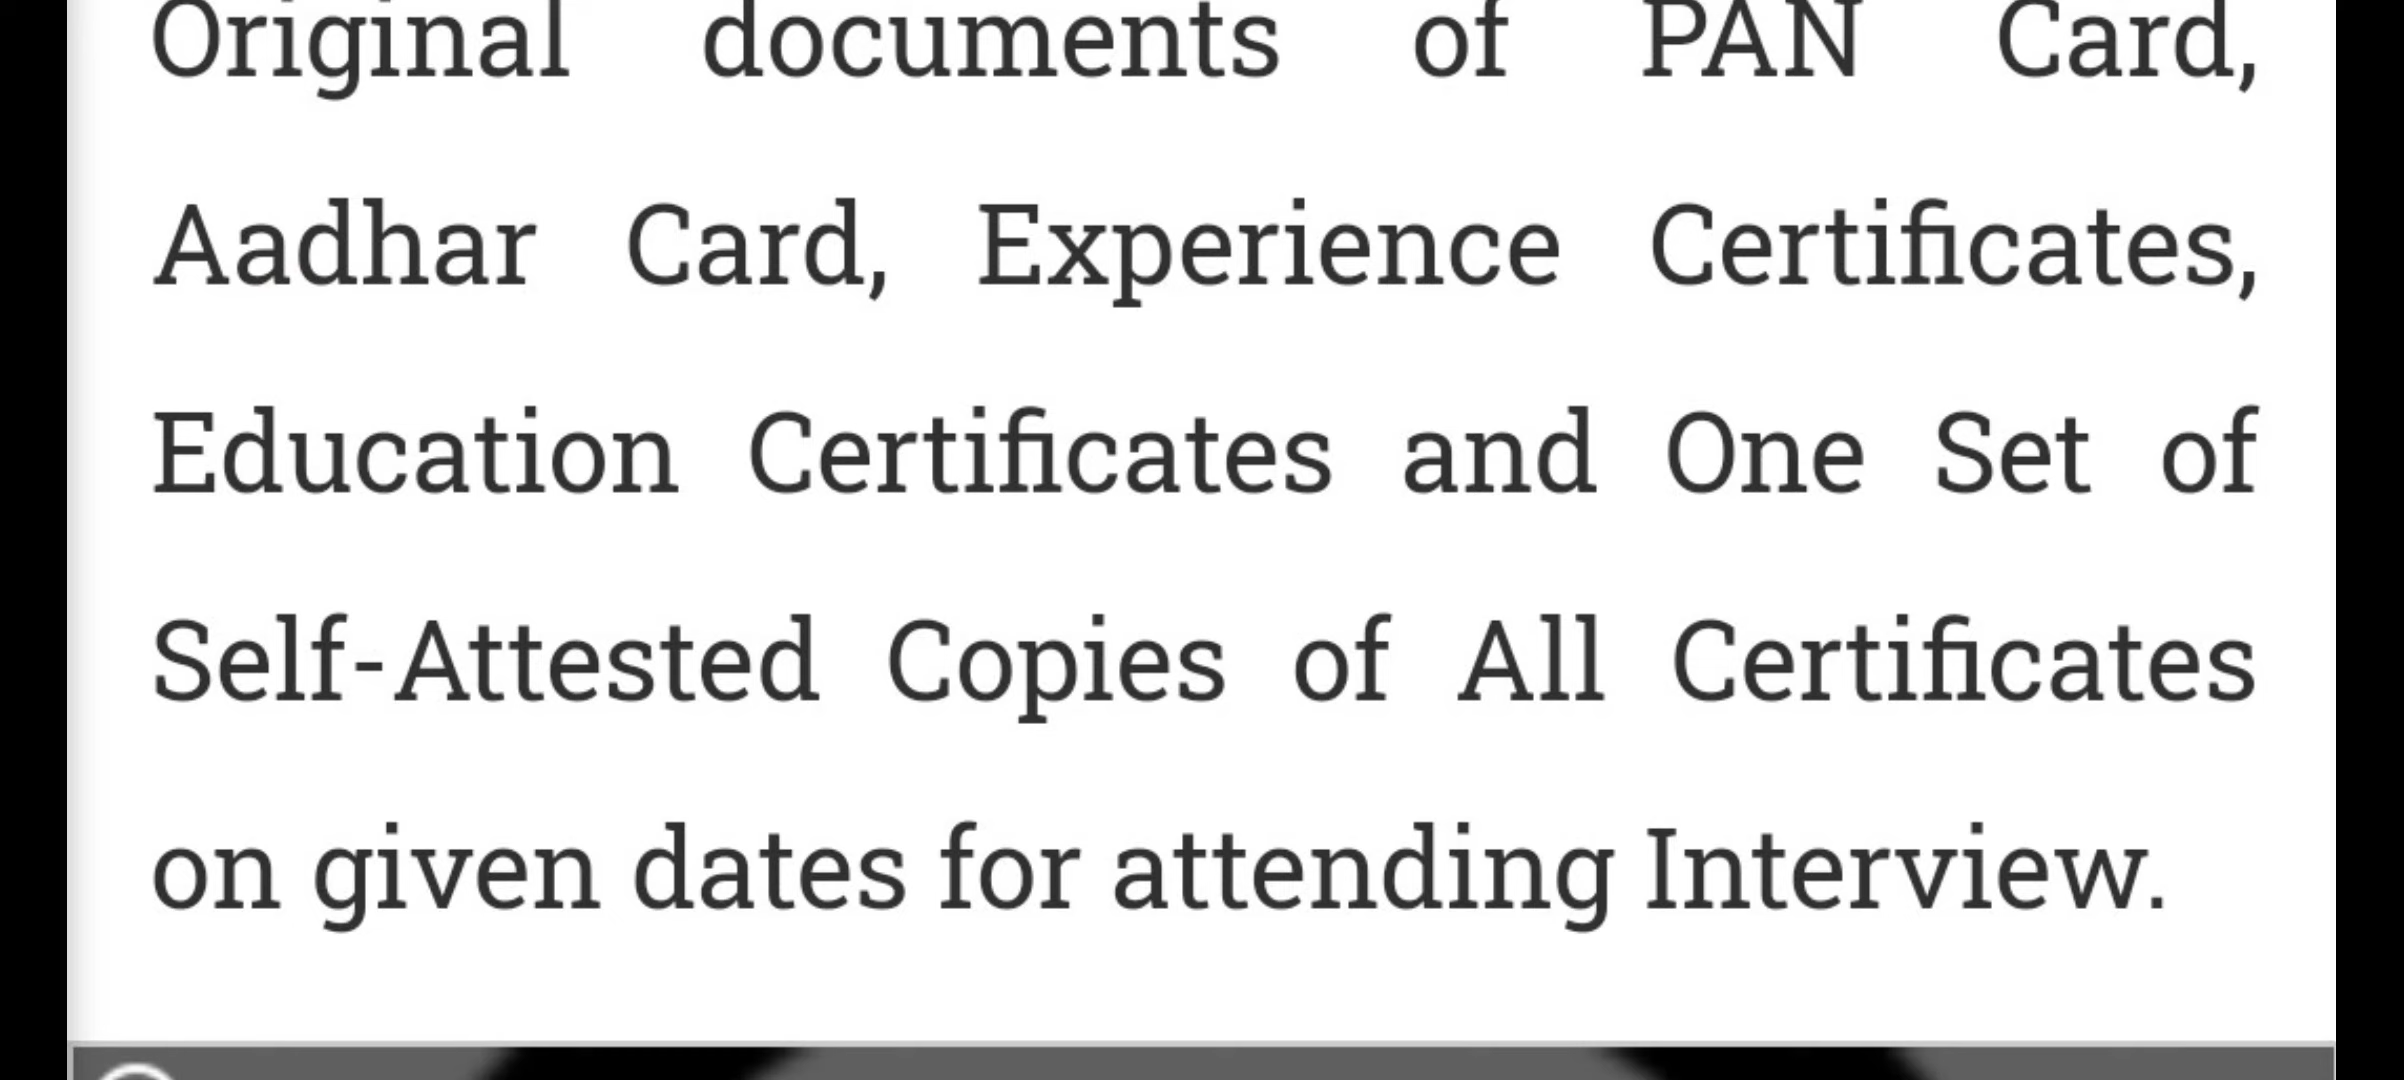 Original documents of PAN Card,
Aadhar Card, Experience Certificates,
Education Certificates and One Set of
Self-Attested Copies of All Certificates
on given dates for attending Interview.